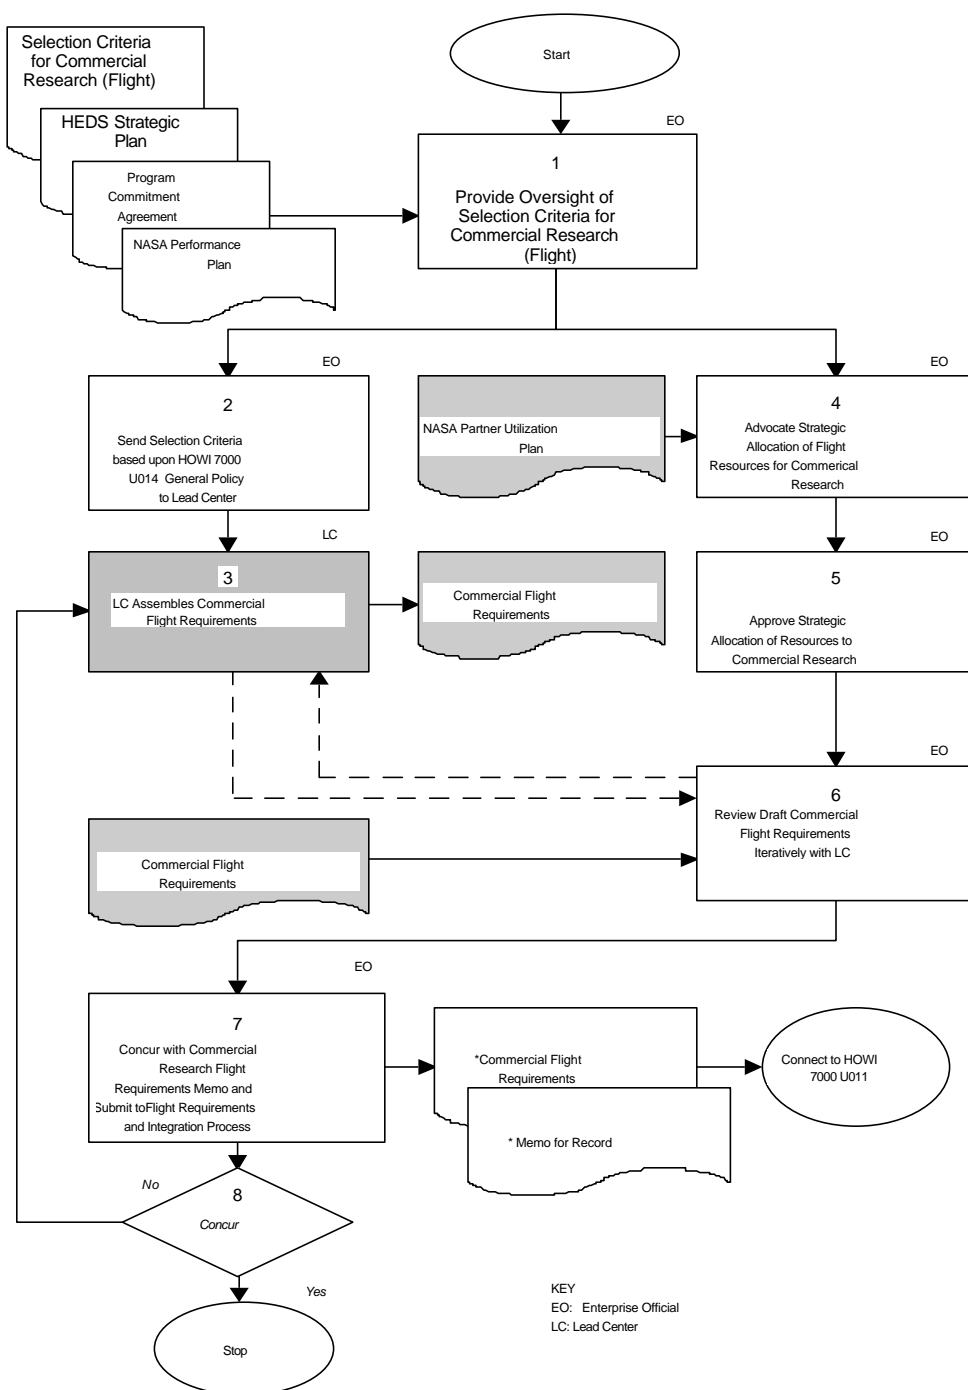 Selection Criteria
for Commercial
Research (Flight)
HEDS Strategic
Plan
Program
Commitment
Agreement
NASA Performance
Plan
Start
EO
1
Provide Oversight of
Selection Criteria for
Commercial Research
(Flight)
EO
2
Send Selection Criteria
based upon HOWI 7000
U014 General Policy
to Lead Center
NASA Partner Utilization
Plan
EO
4
Advocate Strategic
Allocation of Flight
Resources for Commerical
Research
LC
3
LC Assembles Commercial
Flight Requirements
Commercial Flight
Requirements
EO
5
Approve Strategic
Allocation of Resources to
Commercial Research
EO
6
Review Draft Commercial
Flight Requirements
Iteratively with LC
Commercial Flight
Requirements
EO
7
Concur with Commercial
Research Flight
Requirements Memo and
Submit toFlight Requirements
and Integration Process
*Commercial Flight
Requirements
* Memo for Record
Connect to HOWI
7000 U011
No
8
Concur
Yes
Stop
KEY
EO: Enterprise Official
LC: Lead Center